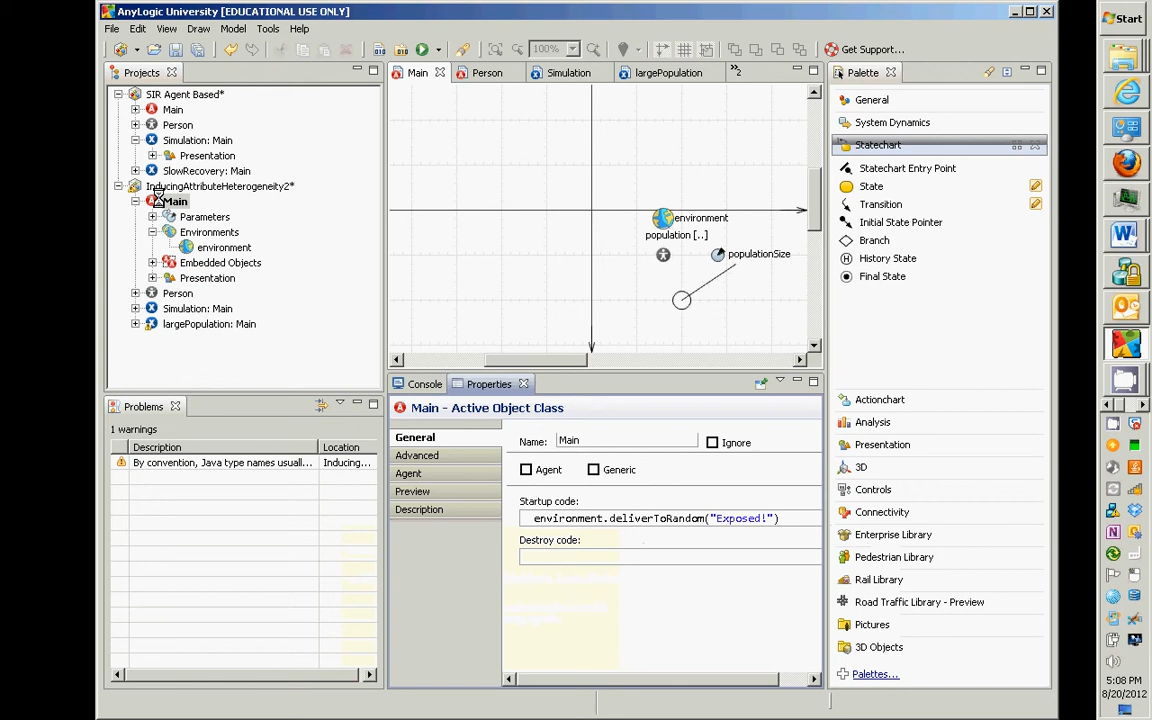 AnyLogic University [EDUCATIONAL USE ONLY]
File Edit View Draw Model Tools Help
100% Get Support...
Projects
SIR Agent Based*
Main
Person
Simulation: Main
Presentation
SlowRecovery: Main
InducingAttributeHeterogeneity2*
Main
Parameters
Environments
environment
Embedded Objects
Presentation
Person
Simulation: Main
largePopulation: Main
Problems
1 warnings
Description Location
By convention, Java type names usuall... Inducing...
Main Person Simulation largePopulation »2
environment
population [..]
populationSize
Console Properties
Main - Active Object Class
General
Advanced
Agent
Preview
Description
Name: Main Ignore
Agent Generic
Startup code:
environment.deliverToRandom("Exposed!")
Destroy code:
Palette
General
System Dynamics
Statechart
Statechart Entry Point
State
Transition
Initial State Pointer
Branch
History State
Final State
Actionchart
Analysis
Presentation
3D
Controls
Connectivity
Enterprise Library
Pedestrian Library
Rail Library
Road Traffic Library - Preview
Pictures
3D Objects
Palettes...
Start
5:08 PM
8/20/2012